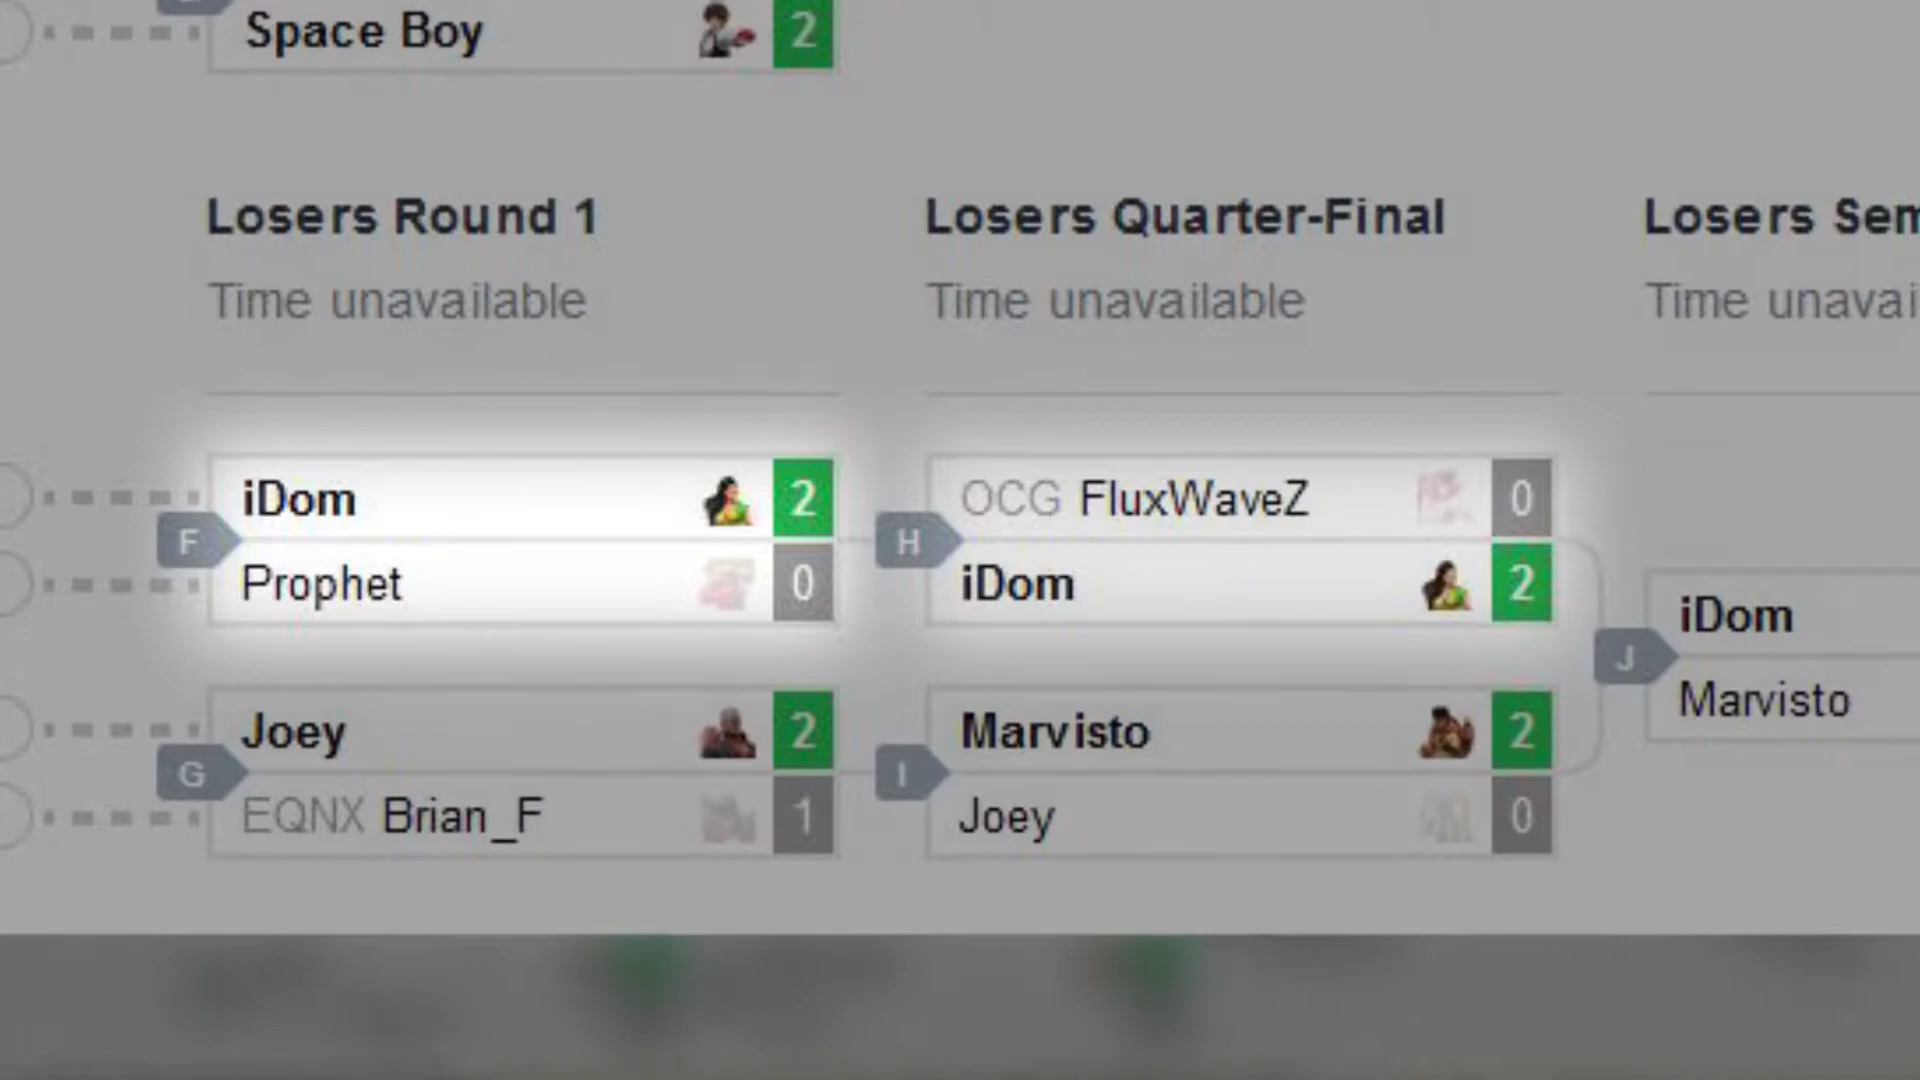 Space Boy 2
Losers Round 1
Time unavailable
iDom 2
F
Prophet 0
Joey 2
G
EQNX Brian_F 1
Losers Quarter-Final
Time unavailable
OCG FluxWaveZ 0
H
iDom 2
Marvisto 2
I
Joey 0
Losers Sem
Time unavai
iDom
J
Marvisto